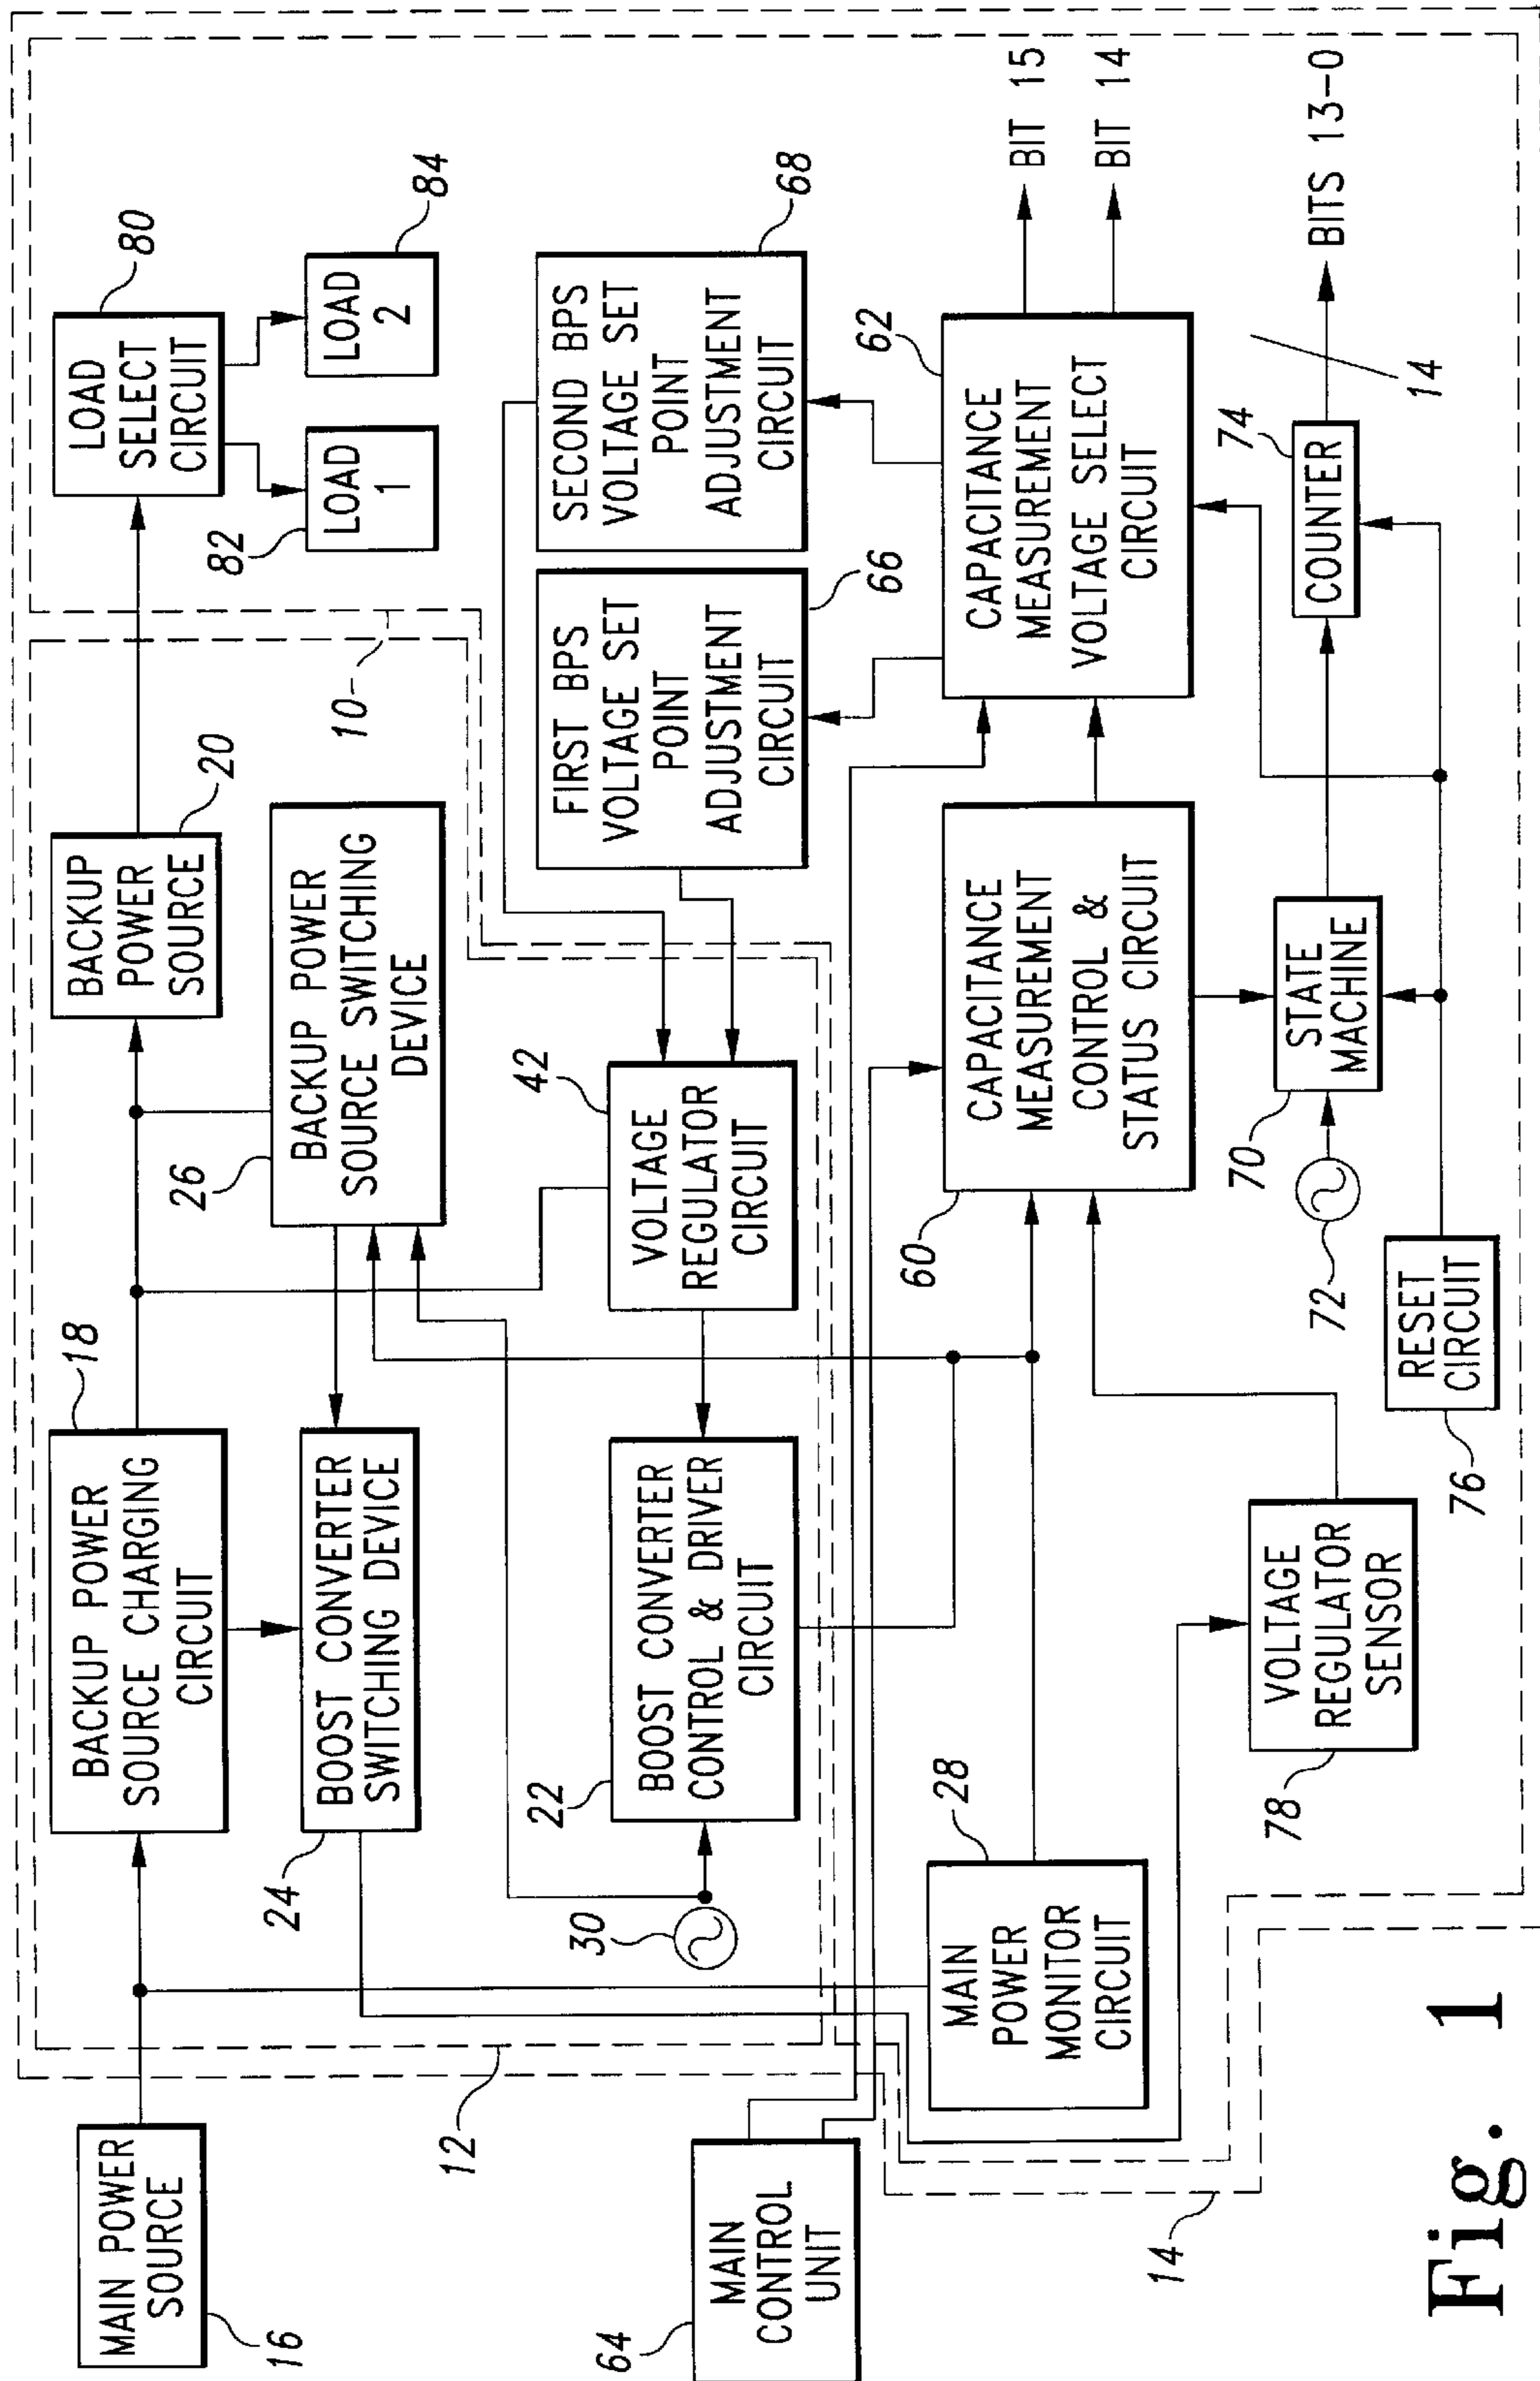 MAIN POWER
SOURCE
16
BACKUP POWER
SOURCE CHARGING
CIRCUIT
18
BACKUP
POWER
SOURCE
20
LOAD
SELECT
CIRCUIT
80
LOAD
1
82
LOAD
2
84
BOOST CONVERTER
SWITCHING DEVICE
24
BACKUP POWER
SOURCE SWITCHING
DEVICE
26
10
12
30
BOOST CONVERTER
CONTROL & DRIVER
CIRCUIT
22
VOLTAGE
REGULATOR
CIRCUIT
42
FIRST BPS
VOLTAGE SET
POINT
ADJUSTMENT
CIRCUIT
66
SECOND BPS
VOLTAGE SET
POINT
ADJUSTMENT
CIRCUIT
68
MAIN
CONTROL
UNIT
64
MAIN
POWER
MONITOR
CIRCUIT
28
CAPACITANCE
MEASUREMENT
CONTROL &
STATUS CIRCUIT
60
CAPACITANCE
MEASUREMENT
VOLTAGE SELECT
CIRCUIT
62
BIT 15
BIT 14
VOLTAGE
REGULATOR
SENSOR
78
72
STATE
MACHINE
70
COUNTER
74
14
BITS 13-0
RESET
CIRCUIT
76
14
Fig. 1